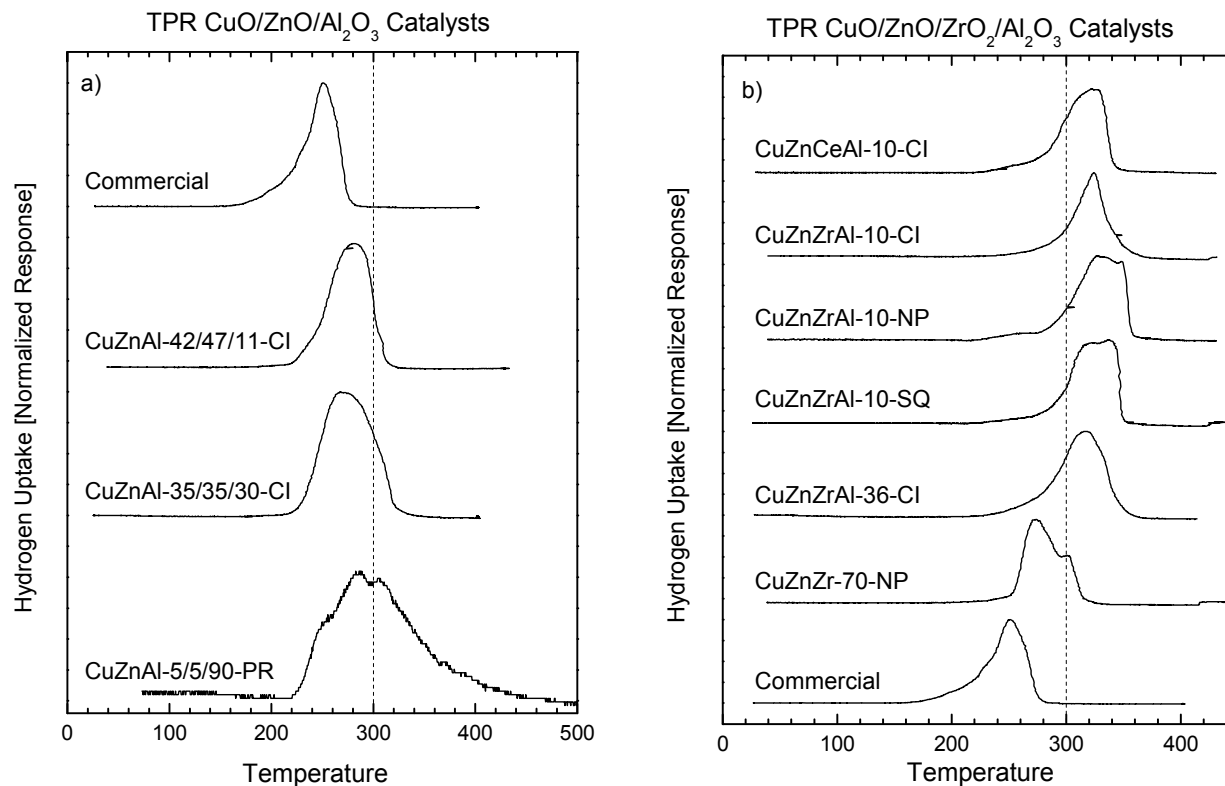 TPR CuO/ZnO/Al₂O₃ Catalysts
a)
Commercial
CuZnAl-42/47/11-CI
CuZnAl-35/35/30-CI
CuZnAl-5/5/90-PR
Hydrogen Uptake [Normalized Response]
0 100 200 300 400 500
Temperature
TPR CuO/ZnO/ZrO₂/Al₂O₃ Catalysts
b)
CuZnCeAl-10-CI
CuZnZrAl-10-CI
CuZnZrAl-10-NP
CuZnZrAl-10-SQ
CuZnZrAl-36-CI
CuZnZr-70-NP
Commercial
Hydrogen Uptake [Normalized Response]
0 100 200 300 400
Temperature